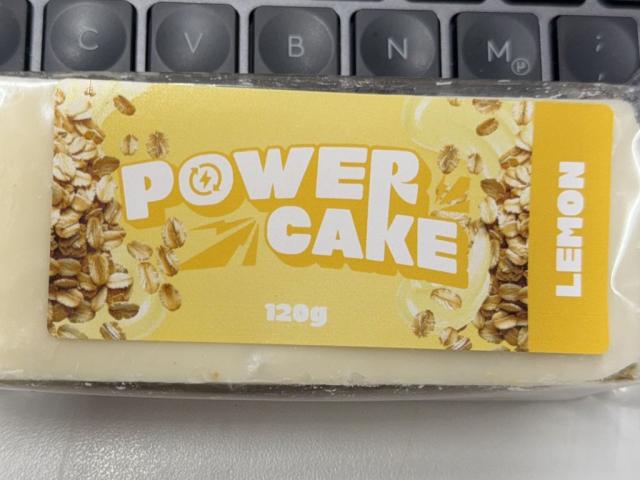 C V B N M ;
POWER
CAKE
120g
LEMON